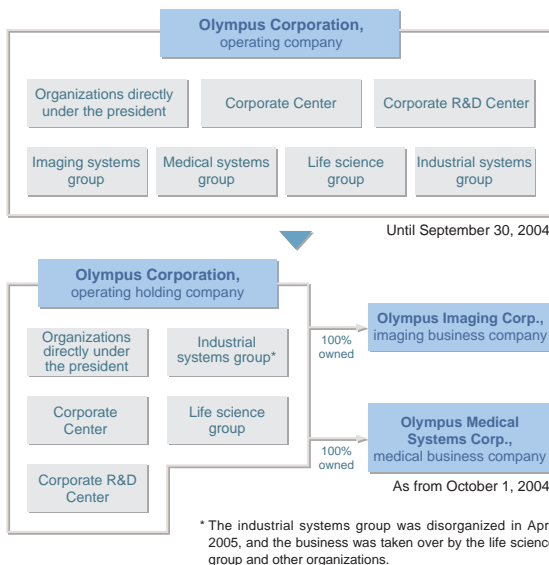 Olympus Corporation,
operating company
Organizations directly
under the president
Corporate Center
Corporate R&D Center
Imaging systems
group
Medical systems
group
Life science
group
Industrial systems
group
Until September 30, 2004
Olympus Corporation,
operating holding company
Organizations
directly under
the president
Industrial
systems group*
Corporate
Center
Life science
group
Corporate R&D
Center
100%
owned
Olympus Imaging Corp.,
imaging business company
100%
owned
Olympus Medical
Systems Corp.,
medical business company
As from October 1, 2004
* The industrial systems group was disorganized in Apr
2005, and the business was taken over by the life science
group and other organizations.